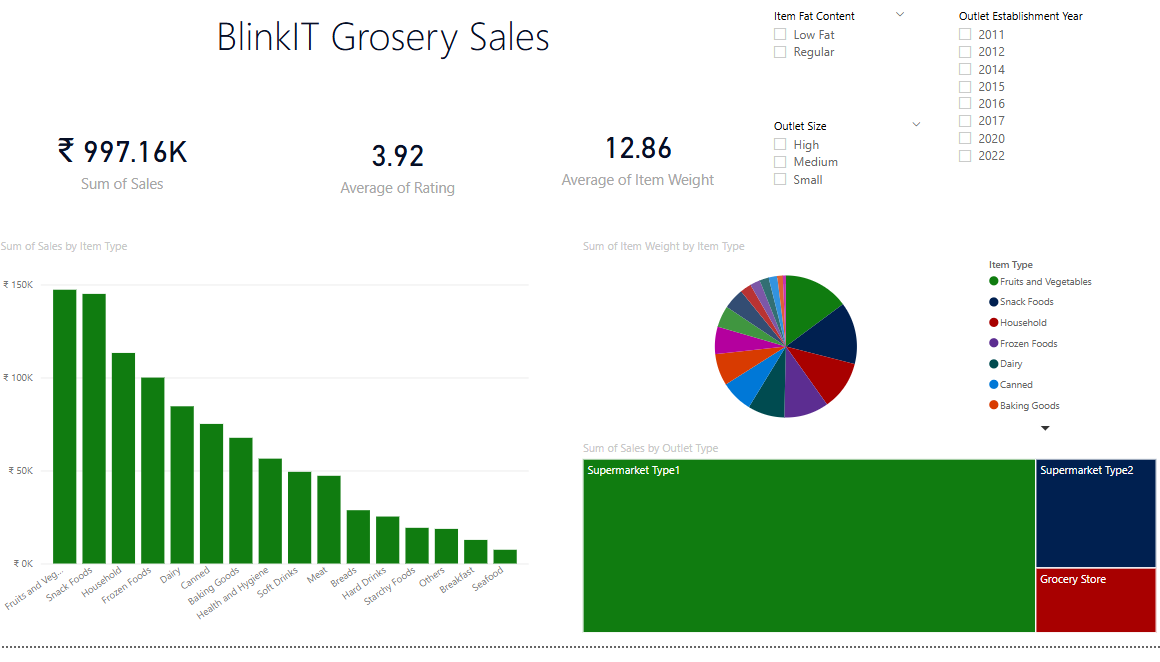 BlinkIT Grosery Sales
Item Fat Content
Low Fat
Regular
Outlet Establishment Year
2011
2012
2014
2015
2016
2017
2020
2022
Outlet Size
High
Medium
Small
₹ 997.16K
Sum of Sales
3.92
Average of Rating
12.86
Average of Item Weight
Sum of Sales by Item Type
₹ 150K
₹ 100K
₹ 50K
₹ 0K
Fruits and Veg...
Snack Foods
Household
Frozen Foods
Dairy
Canned
Baking Goods
Health and Hygiene
Soft Drinks
Meat
Breads
Hard Drinks
Starchy Foods
Others
Breakfast
Seafood
Sum of Item Weight by Item Type
Item Type
Fruits and Vegetables
Snack Foods
Household
Frozen Foods
Dairy
Canned
Baking Goods
Sum of Sales by Outlet Type
Supermarket Type1
Supermarket Type2
Grocery Store